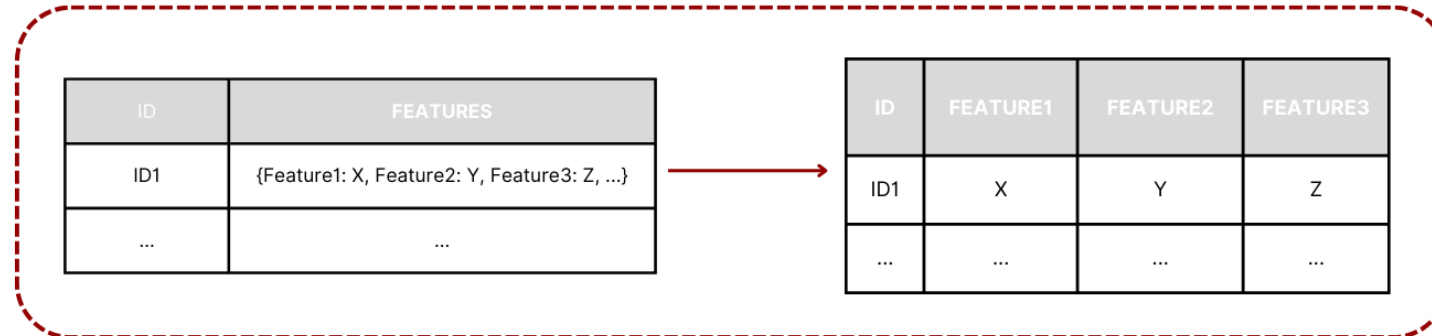 ID FEATURES
ID1 {Feature1: X, Feature2: Y, Feature3: Z, ...}
... ...
ID FEATURE1 FEATURE2 FEATURE3
ID1 X Y Z
... ... ... ...